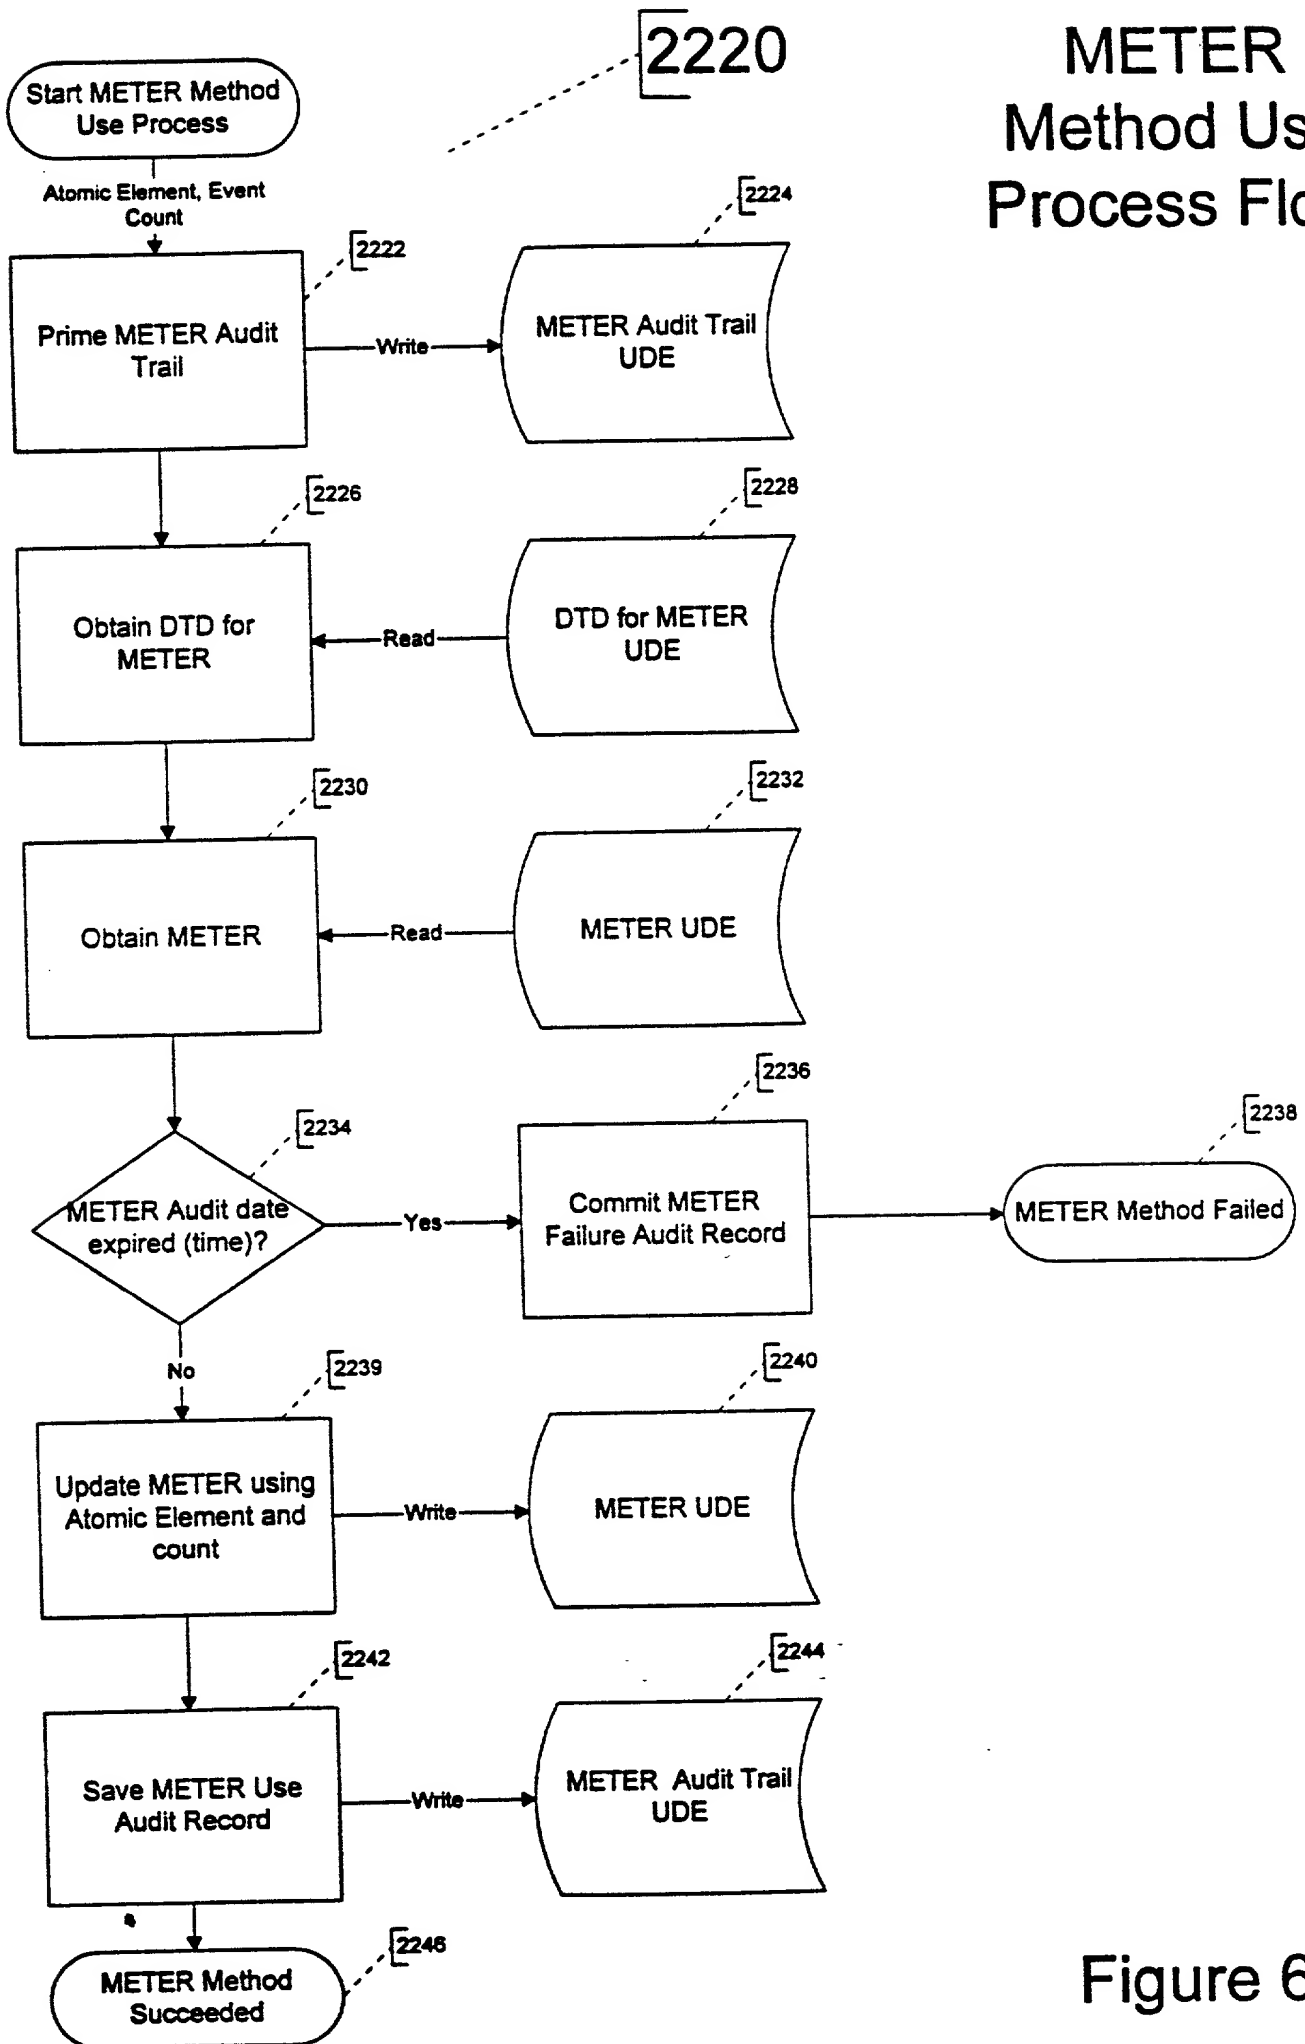 2220
METER
Method Us
Process Flo
Start METER Method
Use Process
Atomic Element, Event
Count
2222
2224
Prime METER Audit
Trail
Write
METER Audit Trail
UDE
2226
2228
Obtain DTD for
METER
Read
DTD for METER
UDE
2230
2232
Obtain METER
Read
METER UDE
2234
2236
2238
METER Audit date
expired (time)?
Yes
Commit METER
Failure Audit Record
METER Method Failed
No
2239
2240
Update METER using
Atomic Element and
count
Write
METER UDE
2242
2244
Save METER Use
Audit Record
Write
METER Audit Trail
UDE
2246
METER Method
Succeeded
Figure 6